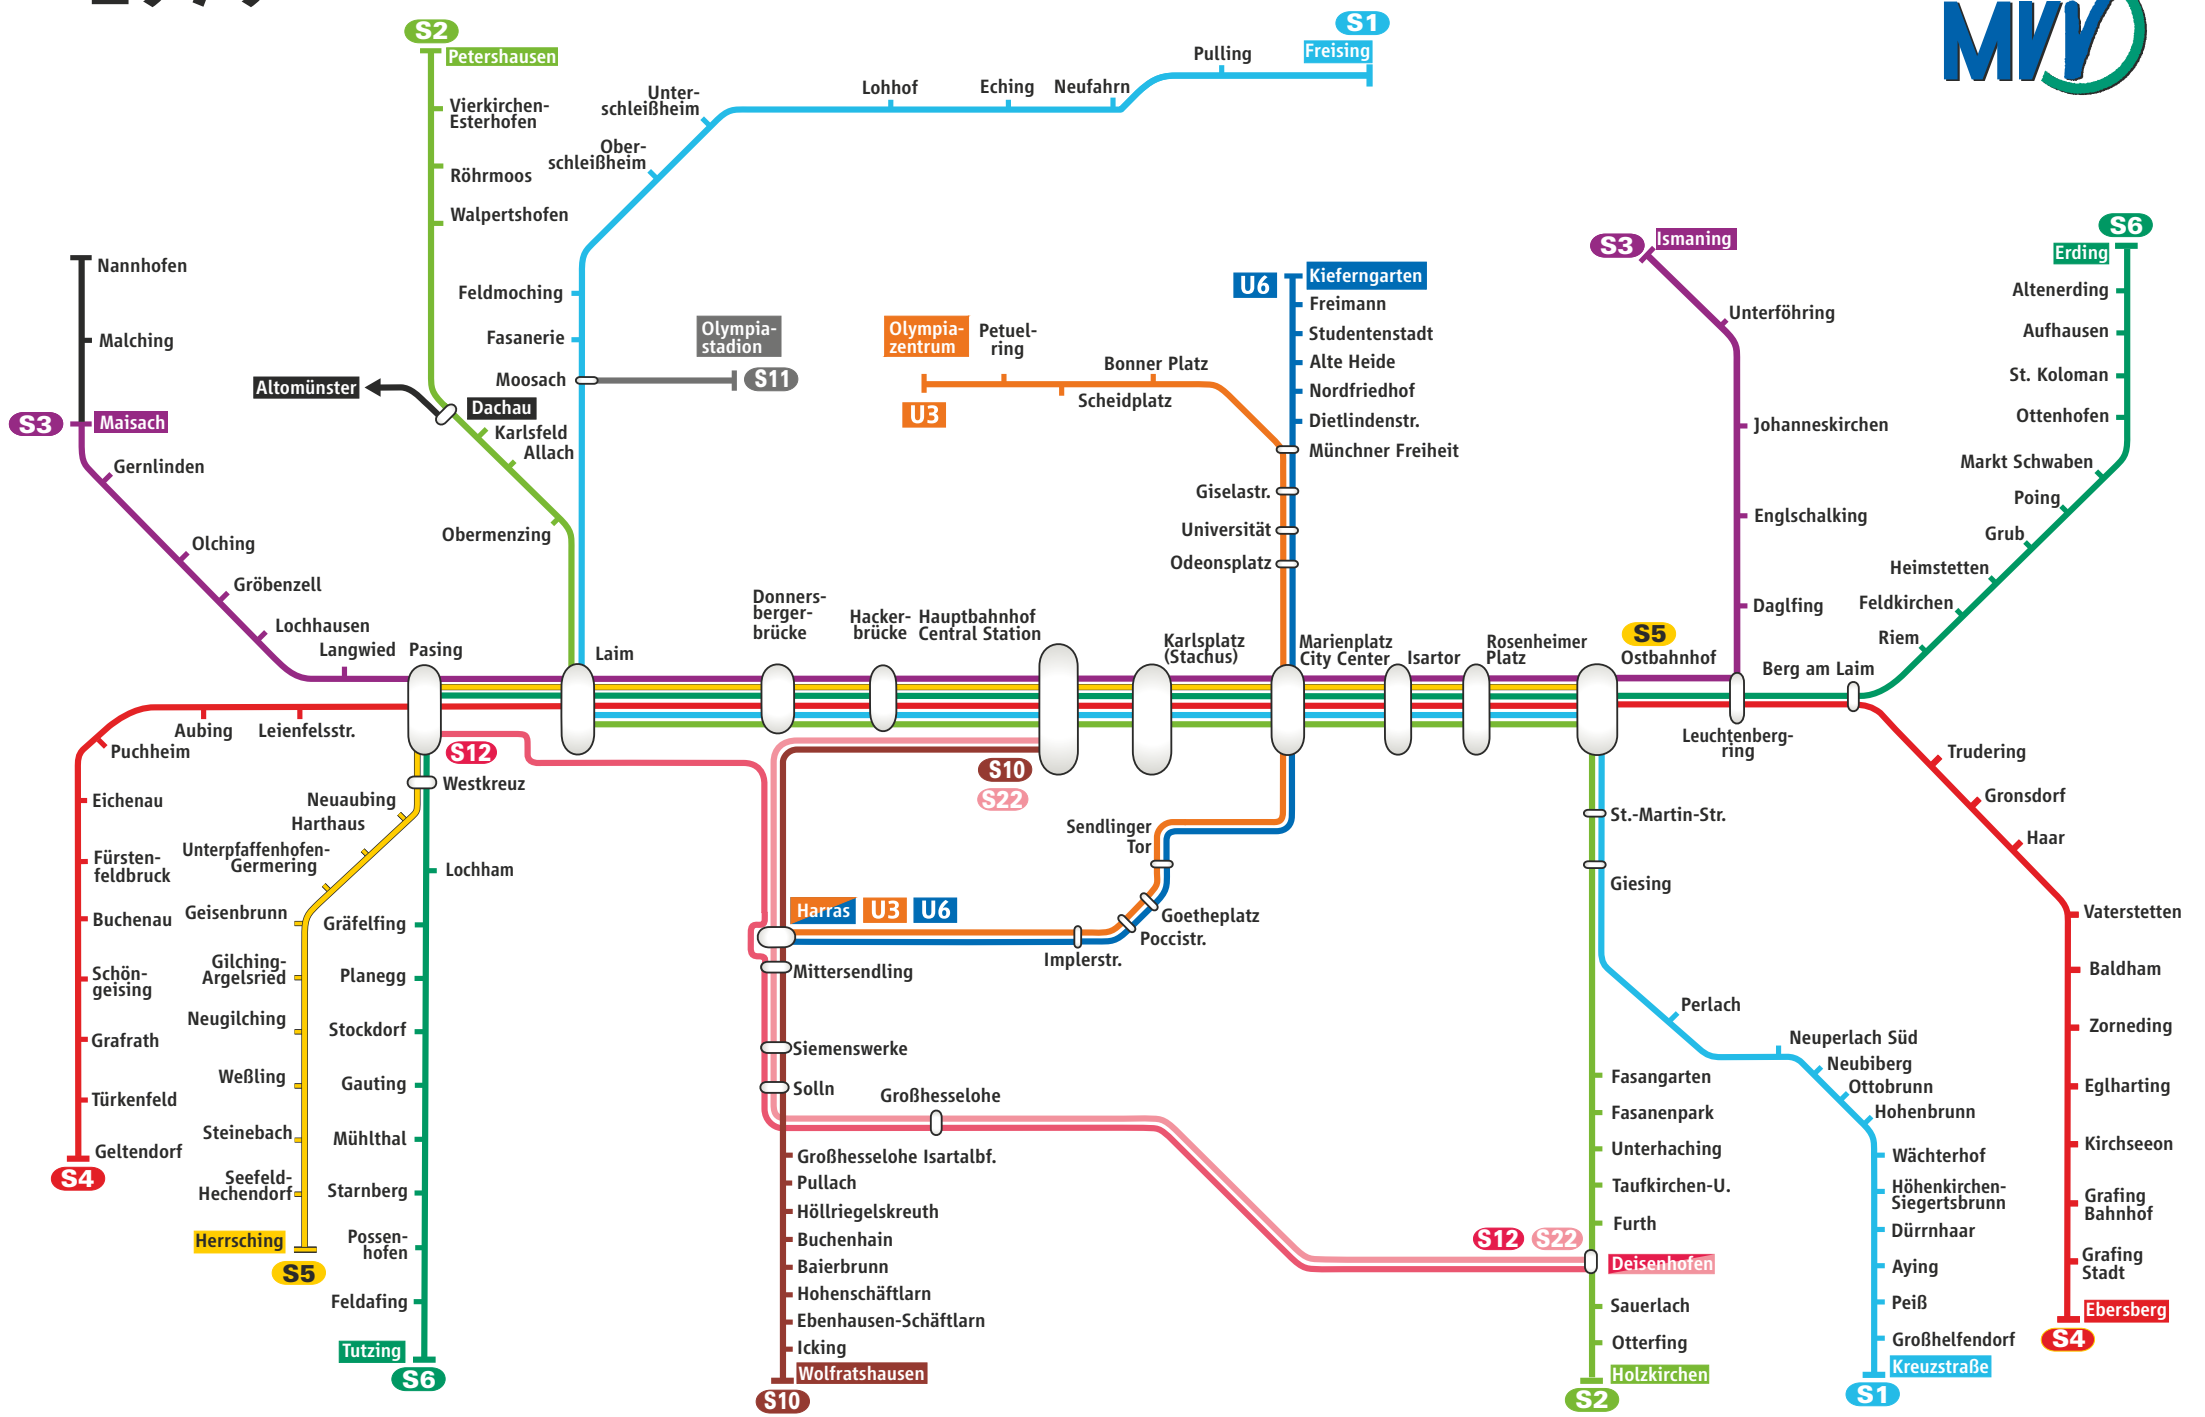 S2
Petershausen
Vierkirchen-
Esterhofen
Röhrmoos
Walpertshofen
S1
Freising
Pulling
Neufahrn
Eching
Lohhof
Unter-
schleißheim
Ober-
schleißheim
Feldmoching
Fasanerie
Moosach
Olympia-
stadion
S11
MVV
Nannhofen
Malching
S3
Maisach
Gernlinden
Olching
Gröbenzell
Lochhausen
Langwied
Altomünster
Dachau
Karlsfeld
Allach
Obermenzing
Olympia-
zentrum
U3
Petuel-
ring
Scheidplatz
Bonner Platz
U6
Kieferngarten
Freimann
Studentenstadt
Alte Heide
Nordfriedhof
Dietlindenstr.
Münchner Freiheit
Giselastr.
Universität
Odeonsplatz
S3
Ismaning
Unterföhring
Johanneskirchen
Englschalking
Daglfing
S6
Erding
Altenerding
Aufhausen
St. Koloman
Ottenhofen
Markt Schwaben
Poing
Grub
Heimstetten
Feldkirchen
Riem
Berg am Laim
Pasing
Laim
Donners-
berger-
brücke
Hacker-
brücke
Hauptbahnhof
Central Station
Karlsplatz
(Stachus)
Marienplatz
City Center
Isartor
Rosenheimer
Platz
S5
Ostbahnhof
Leuchtenberg-
ring
Aubing
Leienfelsstr.
Puchheim
Eichenau
Fürsten-
feldbruck
Buchenau
Schön-
geising
Grafrath
Türkenfeld
Geltendorf
S4
S12
Westkreuz
Neuaubing
Harthaus
Unterpfaffenhofen-
Germering
Geisenbrunn
Gilching-
Argelsried
Neugilching
Weßling
Steinebach
Seefeld-
Hechendorf
Herrsching
S5
Lochham
Gräfelfing
Planegg
Stockdorf
Gauting
Mühlthal
Starnberg
Possen-
hofen
Feldafing
Tutzing
S6
S10
S22
Sendlinger
Tor
Goetheplatz
Poccistr.
Implerstr.
Harras
U3
U6
Mittersendling
Siemenswerke
Solln
Großhesselohe
Großhesselohe Isartalbf.
Pullach
Höllriegelskreuth
Buchenhain
Baierbrunn
Hohenschäftlarn
Ebenhausen-Schäftlarn
Icking
Wolfratshausen
S10
St.-Martin-Str.
Giesing
Fasangarten
Fasanenpark
Unterhaching
Taufkirchen-U.
Furth
S12
S22
Deisenhofen
Sauerlach
Otterfing
Holzkirchen
S2
Perlach
Neuperlach Süd
Neubiberg
Ottobrunn
Hohenbrunn
Wächterhof
Höhenkirchen-
Siegertsbrunn
Dürrnhaar
Aying
Peiß
Großhelfendorf
Kreuzstraße
S1
Trudering
Gronsdorf
Haar
Vaterstetten
Baldham
Zorneding
Eglharting
Kirchseeon
Grafing
Bahnhof
Grafing
Stadt
Ebersberg
S4